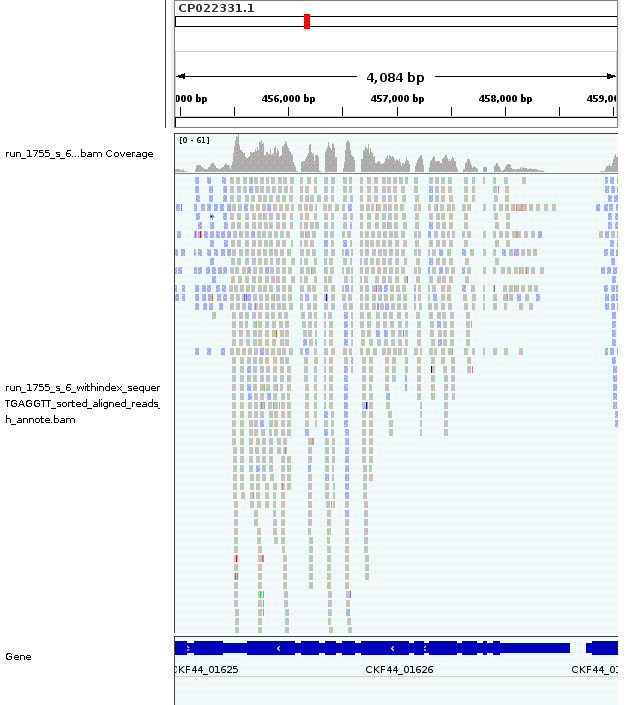 CP022331.1
4,084 bp
000 bp 456,000 bp 457,000 bp 458,000 bp 459,0
[0 - 61]
run_1755_s_6...bam Coverage
run_1755_s_6_withindex_sequer
TGAGGTT_sorted_aligned_reads_
h_annote.bam
Gene
CKF44_01625 CKF44_01626 CKF44_0